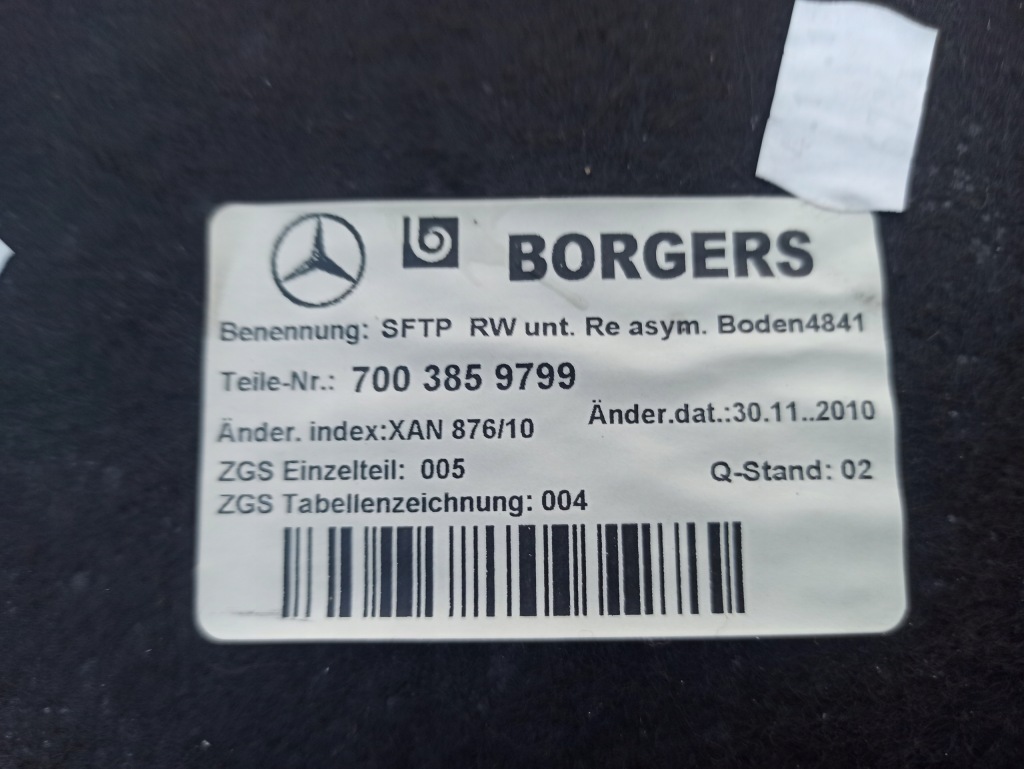 BORGERS
Benennung: SFTP RW unt. Re asym. Boden4841
Teile-Nr.: 700 385 9799
Änder. index:XAN 876/10 Änder.dat.:30.11..2010
ZGS Einzelteil: 005 Q-Stand: 02
ZGS Tabellenzeichnung: 004